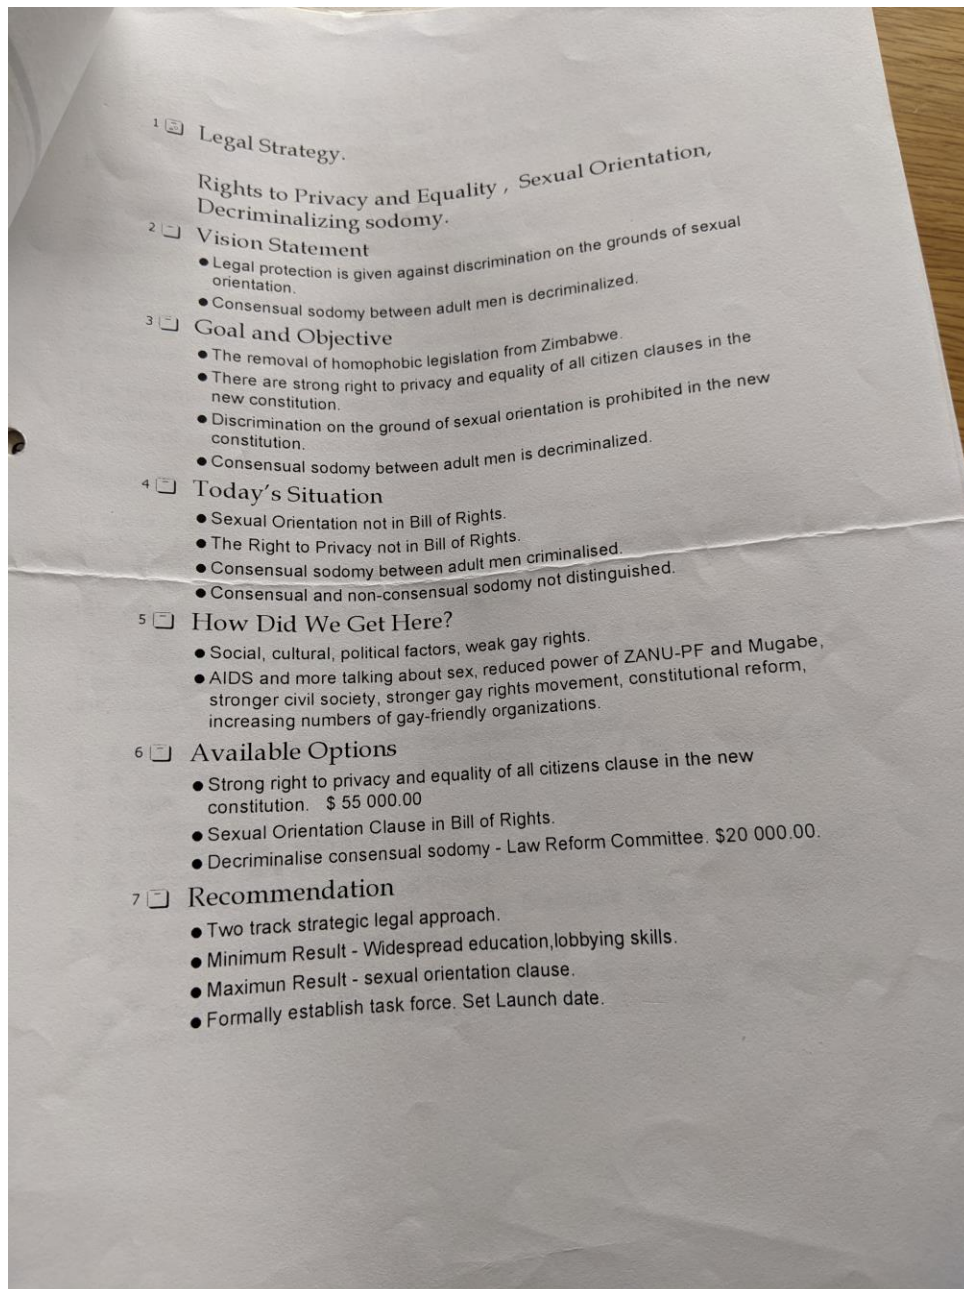 1 Legal Strategy.
Rights to Privacy and Equality , Sexual Orientation,
Decriminalizing sodomy.
2 Vision Statement
● Legal protection is given against discrimination on the grounds of sexual
orientation.
● Consensual sodomy between adult men is decriminalized.
3 Goal and Objective
● The removal of homophobic legislation from Zimbabwe.
● There are strong right to privacy and equality of all citizen clauses in the
new constitution.
● Discrimination on the ground of sexual orientation is prohibited in the new
constitution.
● Consensual sodomy between adult men is decriminalized.
4 Today's Situation
● Sexual Orientation not in Bill of Rights.
● The Right to Privacy not in Bill of Rights.
● Consensual sodomy between adult men criminalised.
● Consensual and non-consensual sodomy not distinguished.
5 How Did We Get Here?
● Social, cultural, political factors, weak gay rights.
● AIDS and more talking about sex, reduced power of ZANU-PF and Mugabe,
stronger civil society, stronger gay rights movement, constitutional reform,
increasing numbers of gay-friendly organizations.
6 Available Options
● Strong right to privacy and equality of all citizens clause in the new
constitution. $ 55 000.00
● Sexual Orientation Clause in Bill of Rights.
● Decriminalise consensual sodomy - Law Reform Committee. $20 000.00.
7 Recommendation
● Two track strategic legal approach.
● Minimum Result - Widespread education,lobbying skills.
● Maximun Result - sexual orientation clause.
● Formally establish task force. Set Launch date.